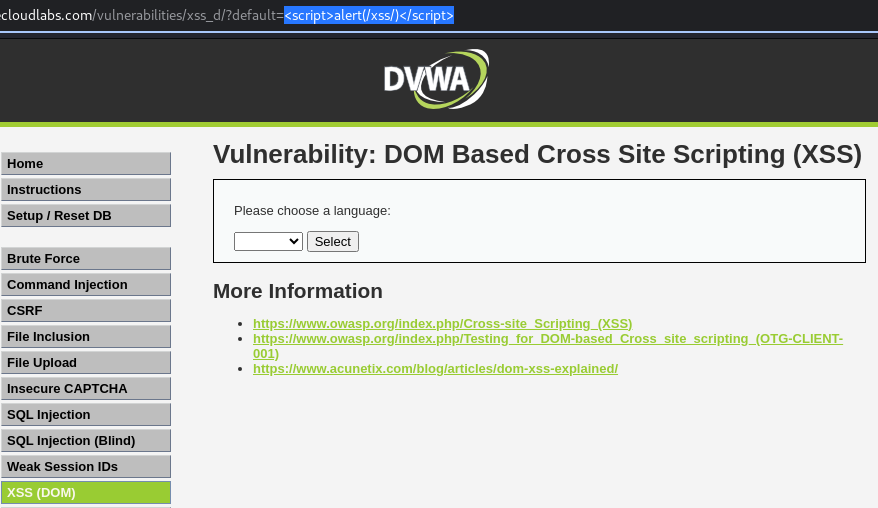 cloudlabs.com/vulnerabilities/xss_d/?default=<script>alert(/xss/)</script>
DVWA
Vulnerability: DOM Based Cross Site Scripting (XSS)
Home
Instructions
Setup / Reset DB
Brute Force
Command Injection
CSRF
File Inclusion
File Upload
Insecure CAPTCHA
SQL Injection
SQL Injection (Blind)
Weak Session IDs
XSS (DOM)
Please choose a language:
Select
More Information
https://www.owasp.org/index.php/Cross-site_Scripting_(XSS)
https://www.owasp.org/index.php/Testing_for_DOM-based_Cross_site_scripting_(OTG-CLIENT-
001)
https://www.acunetix.com/blog/articles/dom-xss-explained/